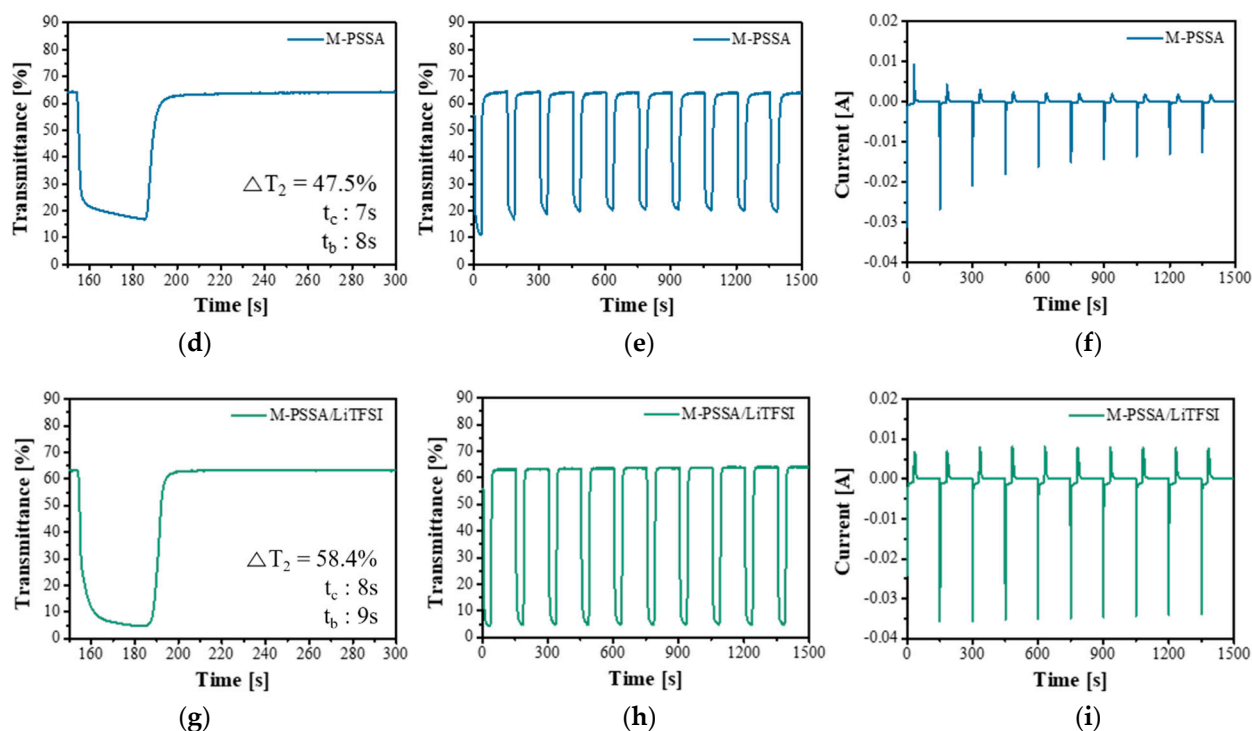 M-PSSA
Transmittance [%]
90
80
70
60
50
40
30
20
10
0
△T₂ = 47.5%
t_c : 7s
t_b : 8s
160 180 200 220 240 260 280 300
Time [s]
(d)
M-PSSA
Transmittance [%]
90
80
70
60
50
40
30
20
10
0
0 300 600 900 1200 1500
Time [s]
(e)
M-PSSA
Current [A]
0.02
0.01
0.00
-0.01
-0.02
-0.03
-0.04
0 300 600 900 1200 1500
Time [s]
(f)
M-PSSA/LiTFSI
Transmittance [%]
90
80
70
60
50
40
30
20
10
0
△T₂ = 58.4%
t_c : 8s
t_b : 9s
160 180 200 220 240 260 280 300
Time [s]
(g)
M-PSSA/LiTFSI
Transmittance [%]
90
80
70
60
50
40
30
20
10
0
0 300 600 900 1200 1500
Time [s]
(h)
M-PSSA/LiTFSI
Current [A]
0.02
0.01
0.00
-0.01
-0.02
-0.03
-0.04
0 300 600 900 1200 1500
Time [s]
(i)